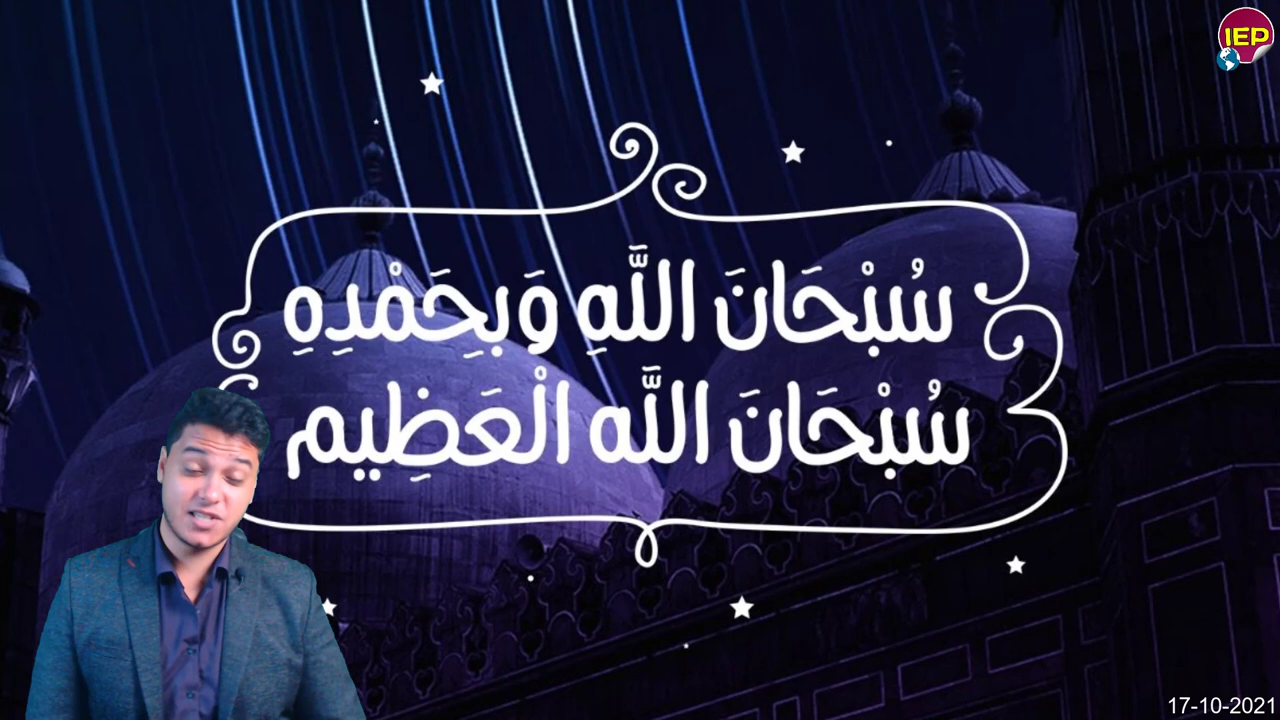 IEP
سُبْحَانَ اللَّهِ وَبِحَمْدِهِ
سُبْحَانَ اللَّه الْعَظِيم
17-10-2021